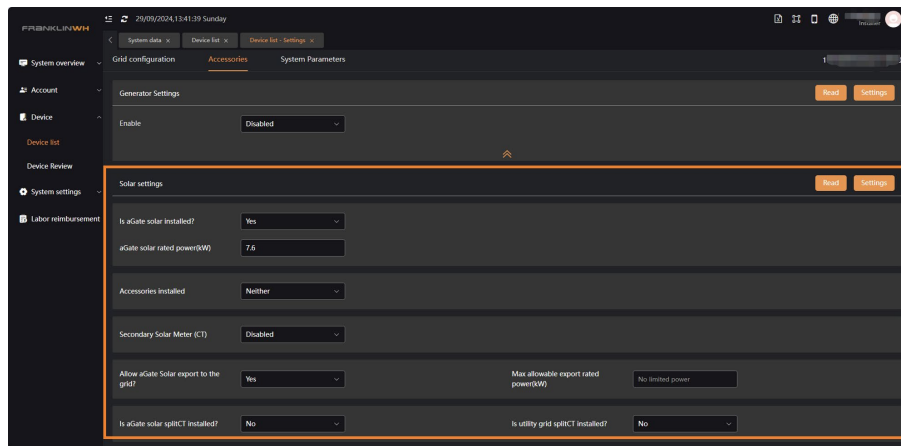 FRANKLINWH
29/09/2024,13:41:39 Sunday
System data × Device list × Device list - Settings ×
Grid configuration Accessories System Parameters
System overview
Account
Device
Device list
Device Review
System settings
Labor reimbursement
Generator Settings Read Settings
Enable Disabled
Solar settings Read Settings
Is aGate solar installed? Yes
aGate solar rated power(kW) 7.6
Accessories installed Neither
Secondary Solar Meter (CT) Disabled
Allow aGate Solar export to the
grid?
Yes
Max allowable export rated
power(kW)
No limited power
Is aGate solar splitCT installed? No Is utility grid splitCT installed? No